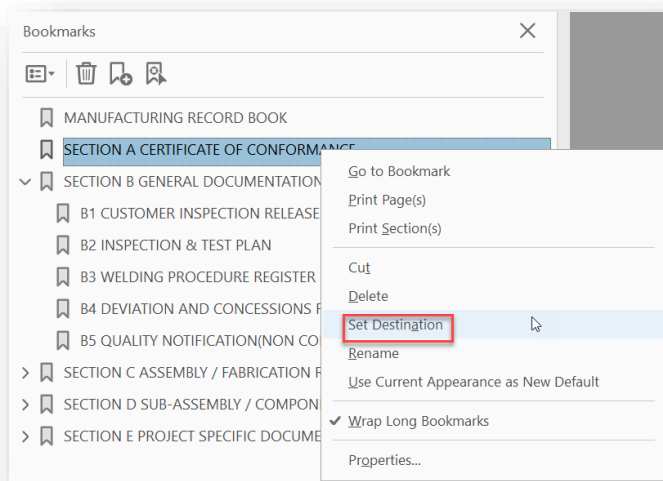 Bookmarks
MANUFACTURING RECORD BOOK
SECTION A CERTIFICATE OF CONFORMANCE
SECTION B GENERAL DOCUMENTATION
B1 CUSTOMER INSPECTION RELEASE
B2 INSPECTION & TEST PLAN
B3 WELDING PROCEDURE REGISTER
B4 DEVIATION AND CONCESSIONS
B5 QUALITY NOTIFICATION(NON
SECTION C ASSEMBLY / FABRICATION
SECTION D SUB-ASSEMBLY /
SECTION E PROJECT SPECIFIC
Go to Bookmark
Print Page(s)
Print Section(s)
Cut
Delete
Set Destination
Rename
Use Current Appearance as New Default
Wrap Long Bookmarks
Properties...